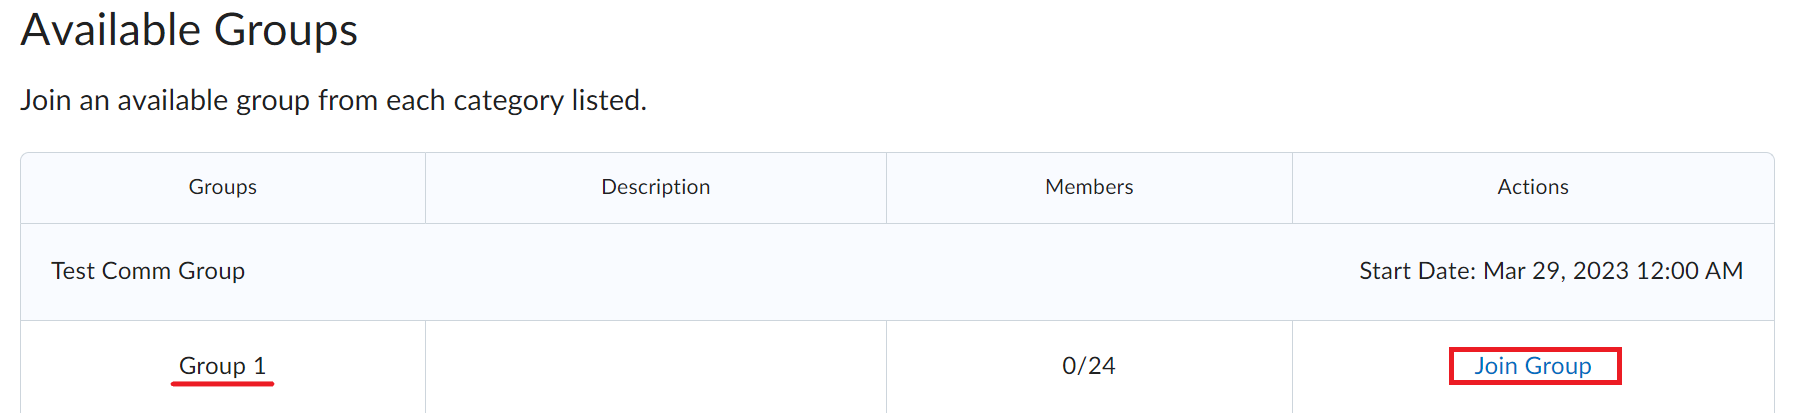 Available Groups
Join an available group from each category listed.
Groups Description Members Actions
Test Comm Group Start Date: Mar 29, 2023 12:00 AM
Group 1 0/24 Join Group